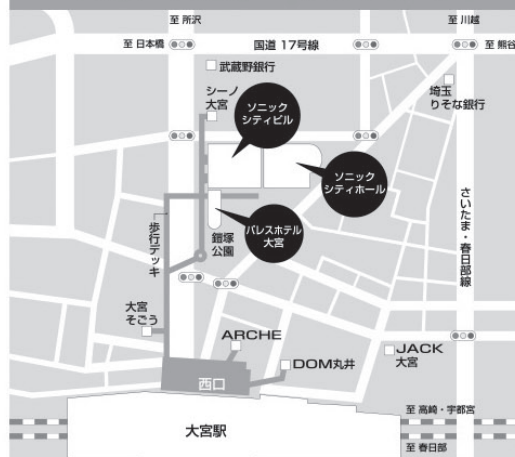 至 所沢
至 川越
至 日本橋
国道 17号線
至 熊谷
武蔵野銀行
シーノ
大宮
ソニック
シティビル
埼玉
りそな銀行
ソニック
シティホール
さいたま・春日部線
歩行デッキ
鎧塚
公園
パレスホテル
大宮
大宮
そごう
ARCHE
DOM丸井
JACK
大宮
西口
至 高崎・宇都宮
大宮駅
至 春日部